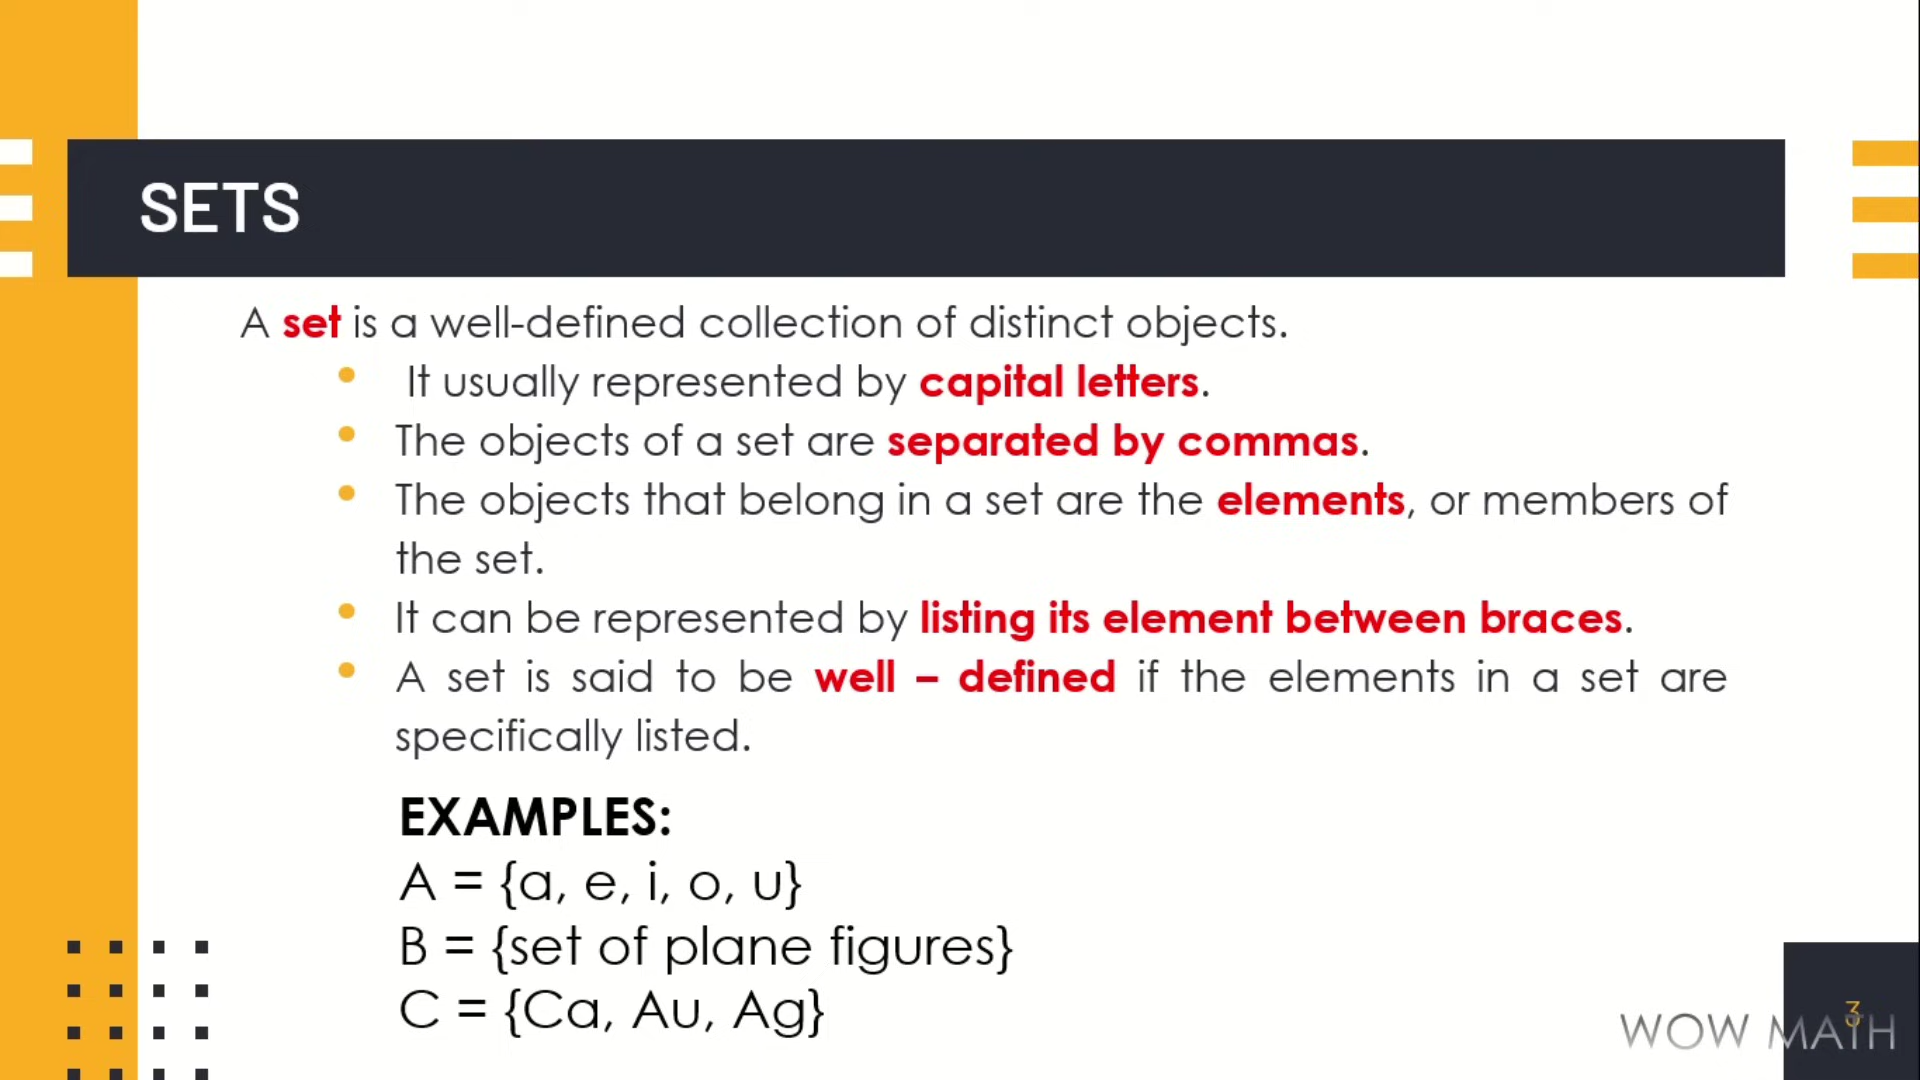 SETS
A set is a well-defined collection of distinct objects.
• It usually represented by capital letters.
• The objects of a set are separated by commas.
• The objects that belong in a set are the elements, or members of
the set.
• It can be represented by listing its element between braces.
• A set is said to be well – defined if the elements in a set are
specifically listed.
EXAMPLES:
A = {a, e, i, o, u}
B = {set of plane figures}
C = {Ca, Au, Ag}
3
WOW MATH